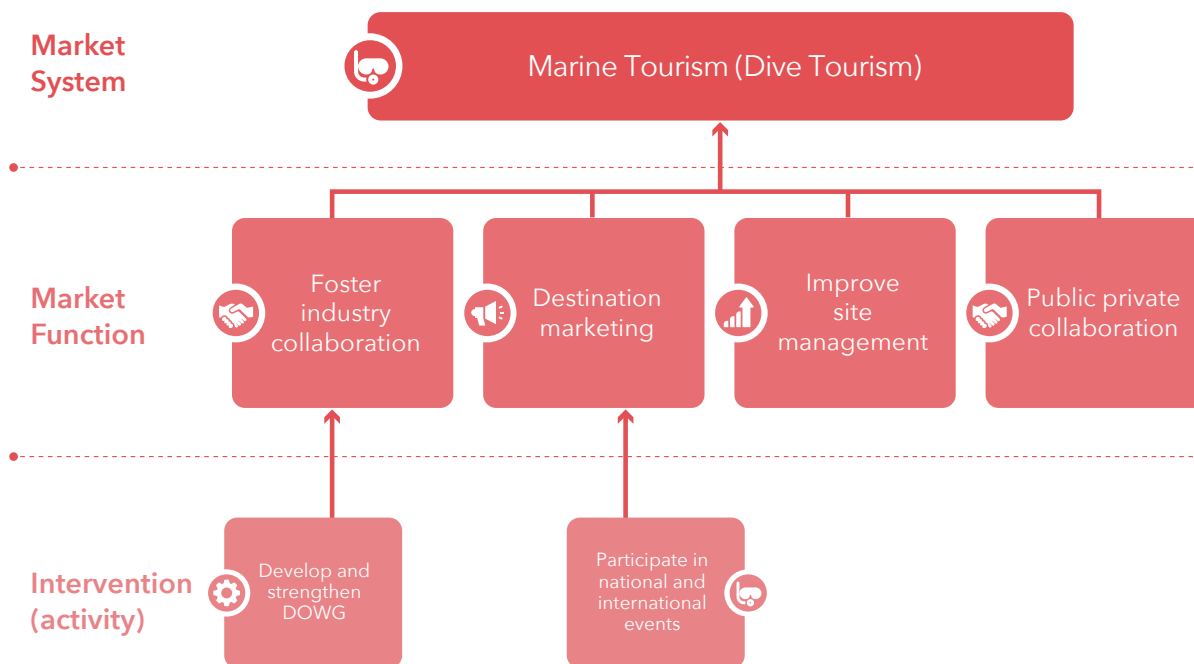 Market
System
Marine Tourism (Dive Tourism)
Market
Function
Foster
industry
collaboration
Destination
marketing
Improve
site
management
Public private
collaboration
Intervention
(activity)
Develop and
strengthen
DOWG
Participate in
national and
international
events